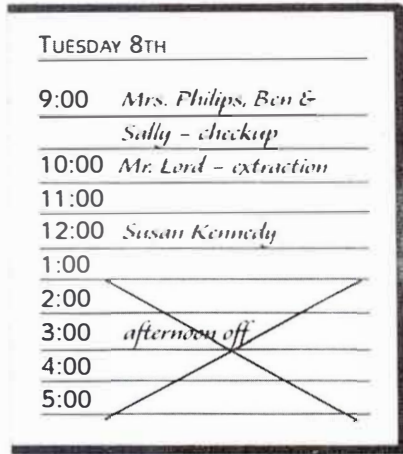 TUESDAY 8TH
9:00 Mrs. Philips, Ben &
Sally – checkup
10:00 Mr. Lord – extraction
11:00
12:00 Susan Kennedy
1:00
2:00
3:00 afternoon off
4:00
5:00